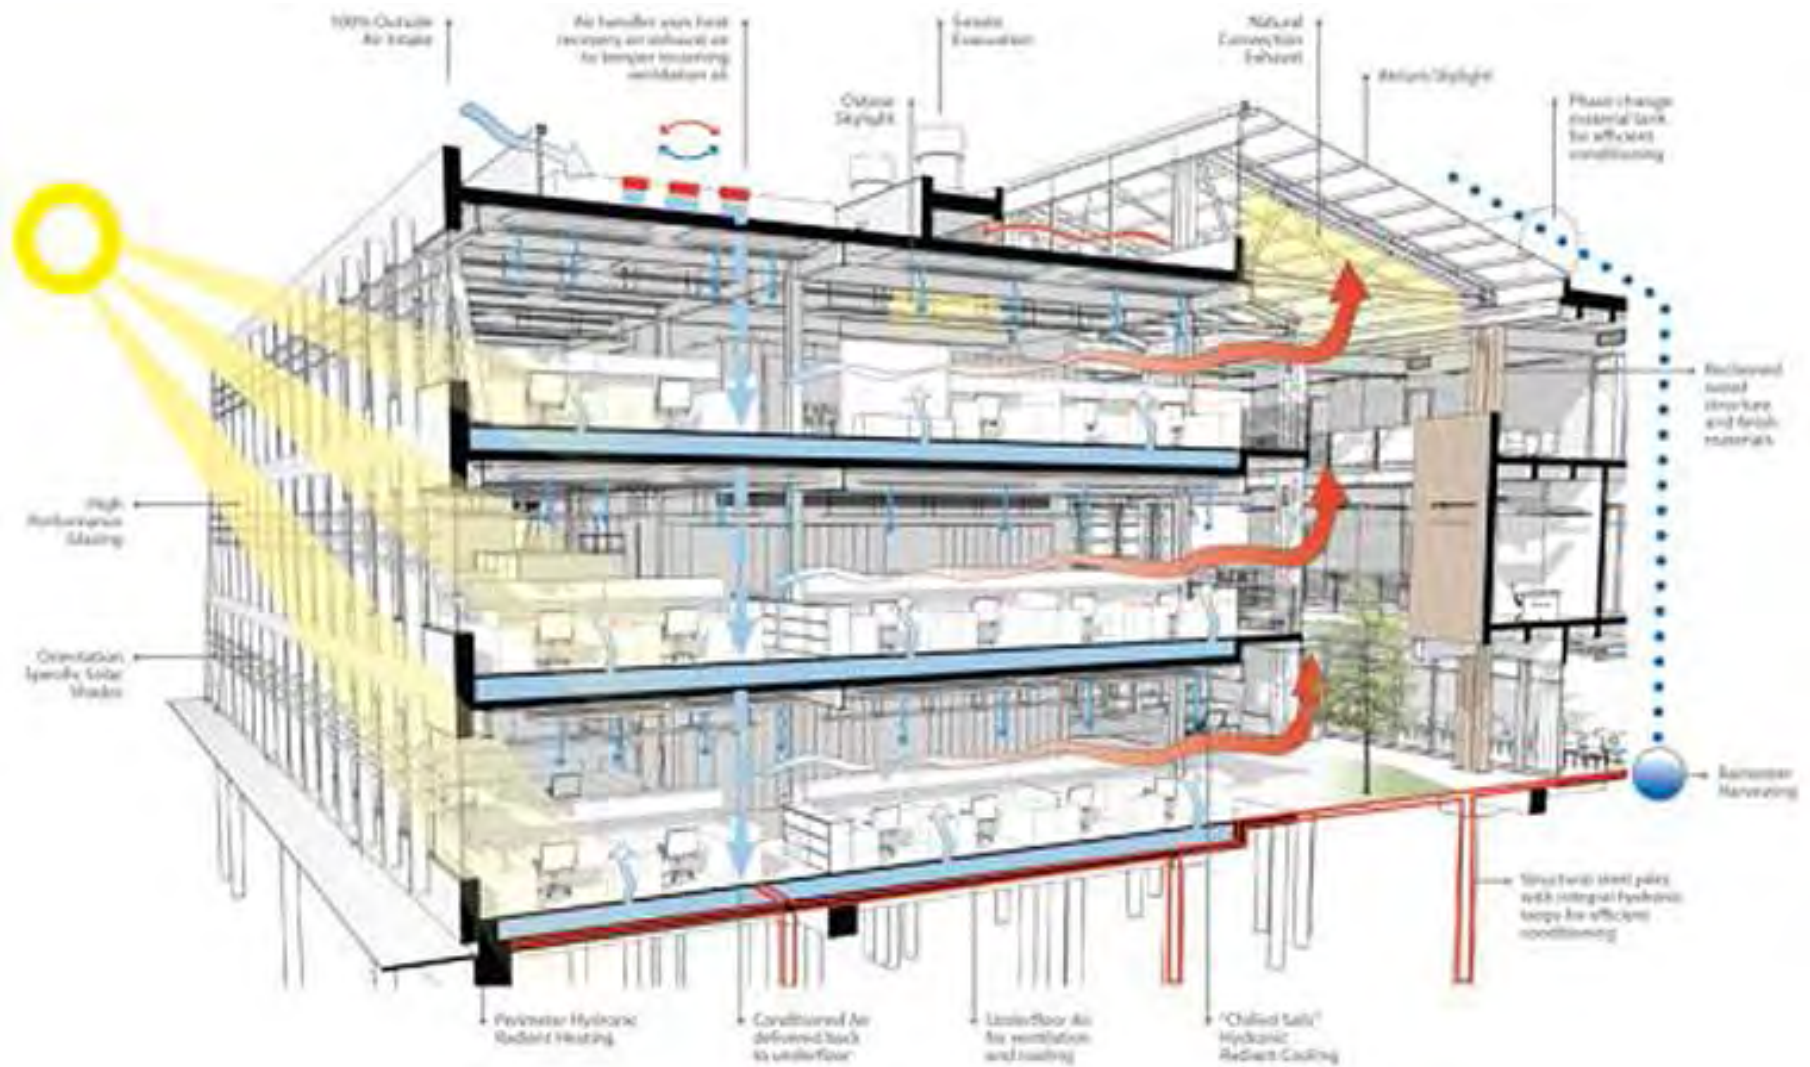 100% Outside
Air Intake
Air handler uses heat
recovery on exhaust air
to temper incoming
ventilation air
Smoke
Evacuation
Natural
Convection
Exhaust
Outside
Skylight
Atrium Skylight
Phase change
material tank
for efficient
conditioning
Reclaimed
wood
structure
and finish
materials
High
Performance
Glazing
Orientation
Specific Solar
Shades
Rainwater
Harvesting
Structural steel piles
with integral hydronic
loops for efficient
conditioning
Perimeter Hydronic
Radiant Heating
Conditioned Air
delivered back
to underfloor
Underfloor Air
for ventilation
and cooling
"Chilled Sails"
Hydronic
Radiant Cooling